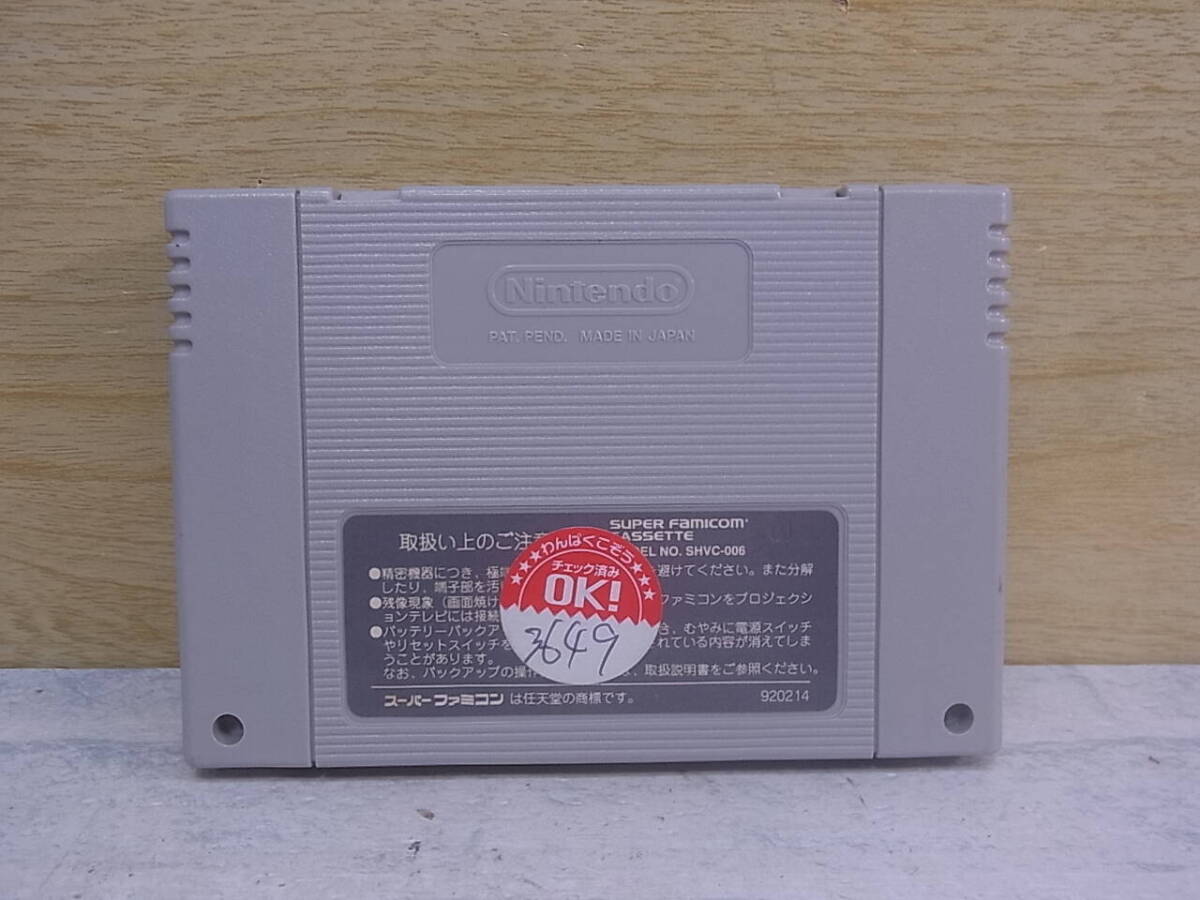 Nintendo
PAT. PEND. MADE IN JAPAN
取扱い上のご注
SUPER FAMICOM
ASSETTE
EL NO. SHVC-006
●精密機器につき、極 避けてください。また分解
したり、端子部を汚
●残像現象(画面焼け ファミコンをプロジェクシ
ョンテレビには接続
●バッテリーバックア 合、むやみに電源スイッチ
やリセットスイッチを れている内容が消えてしま
うことがあります。
なお、バックアップの操作 は、取扱説明書をご参照ください。
スーパーファミコンは任天堂の商標です。
920214
★★★わんぱくこぞう★★★
チェック済み
OK!
3649